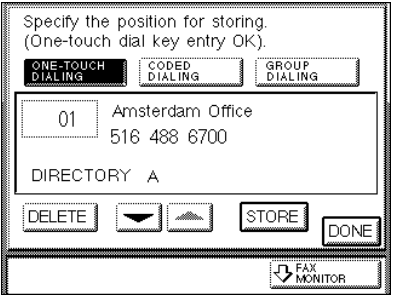 Specify the position for storing.
(One-touch dial key entry OK).
ONE-TOUCH DIALING
CODED DIALING
GROUP DIALING
01
Amsterdam Office
516 488 6700
DIRECTORY A
DELETE
STORE
DONE
FAX MONITOR